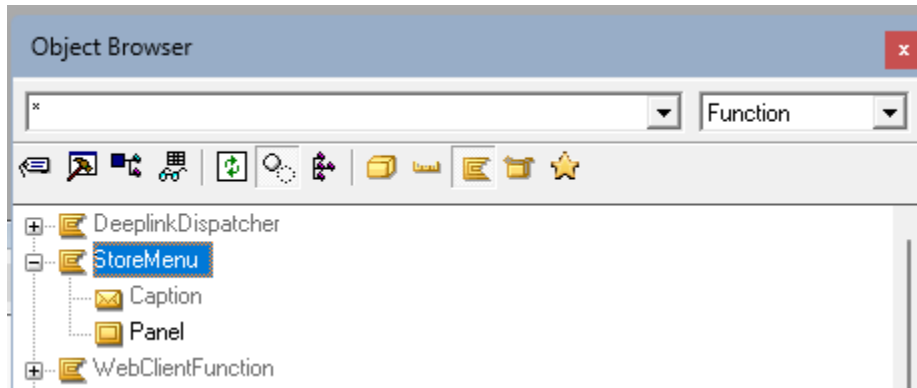 Object Browser
x
* Function
DeeplinkDispatcher
StoreMenu
Caption
Panel
WebClientFunction